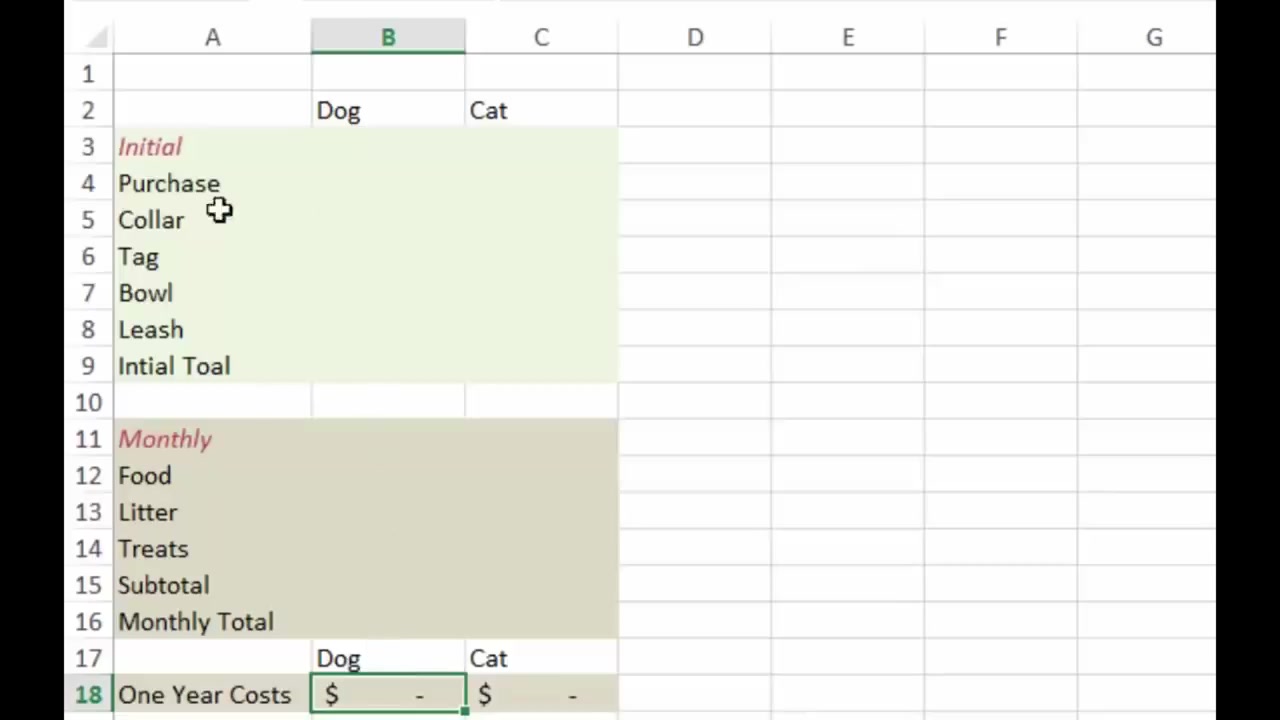 A B C D E F G
1
2 Dog Cat
3 Initial
4 Purchase
5 Collar
6 Tag
7 Bowl
8 Leash
9 Intial Toal
10
11 Monthly
12 Food
13 Litter
14 Treats
15 Subtotal
16 Monthly Total
17 Dog Cat
18 One Year Costs $ - $ -